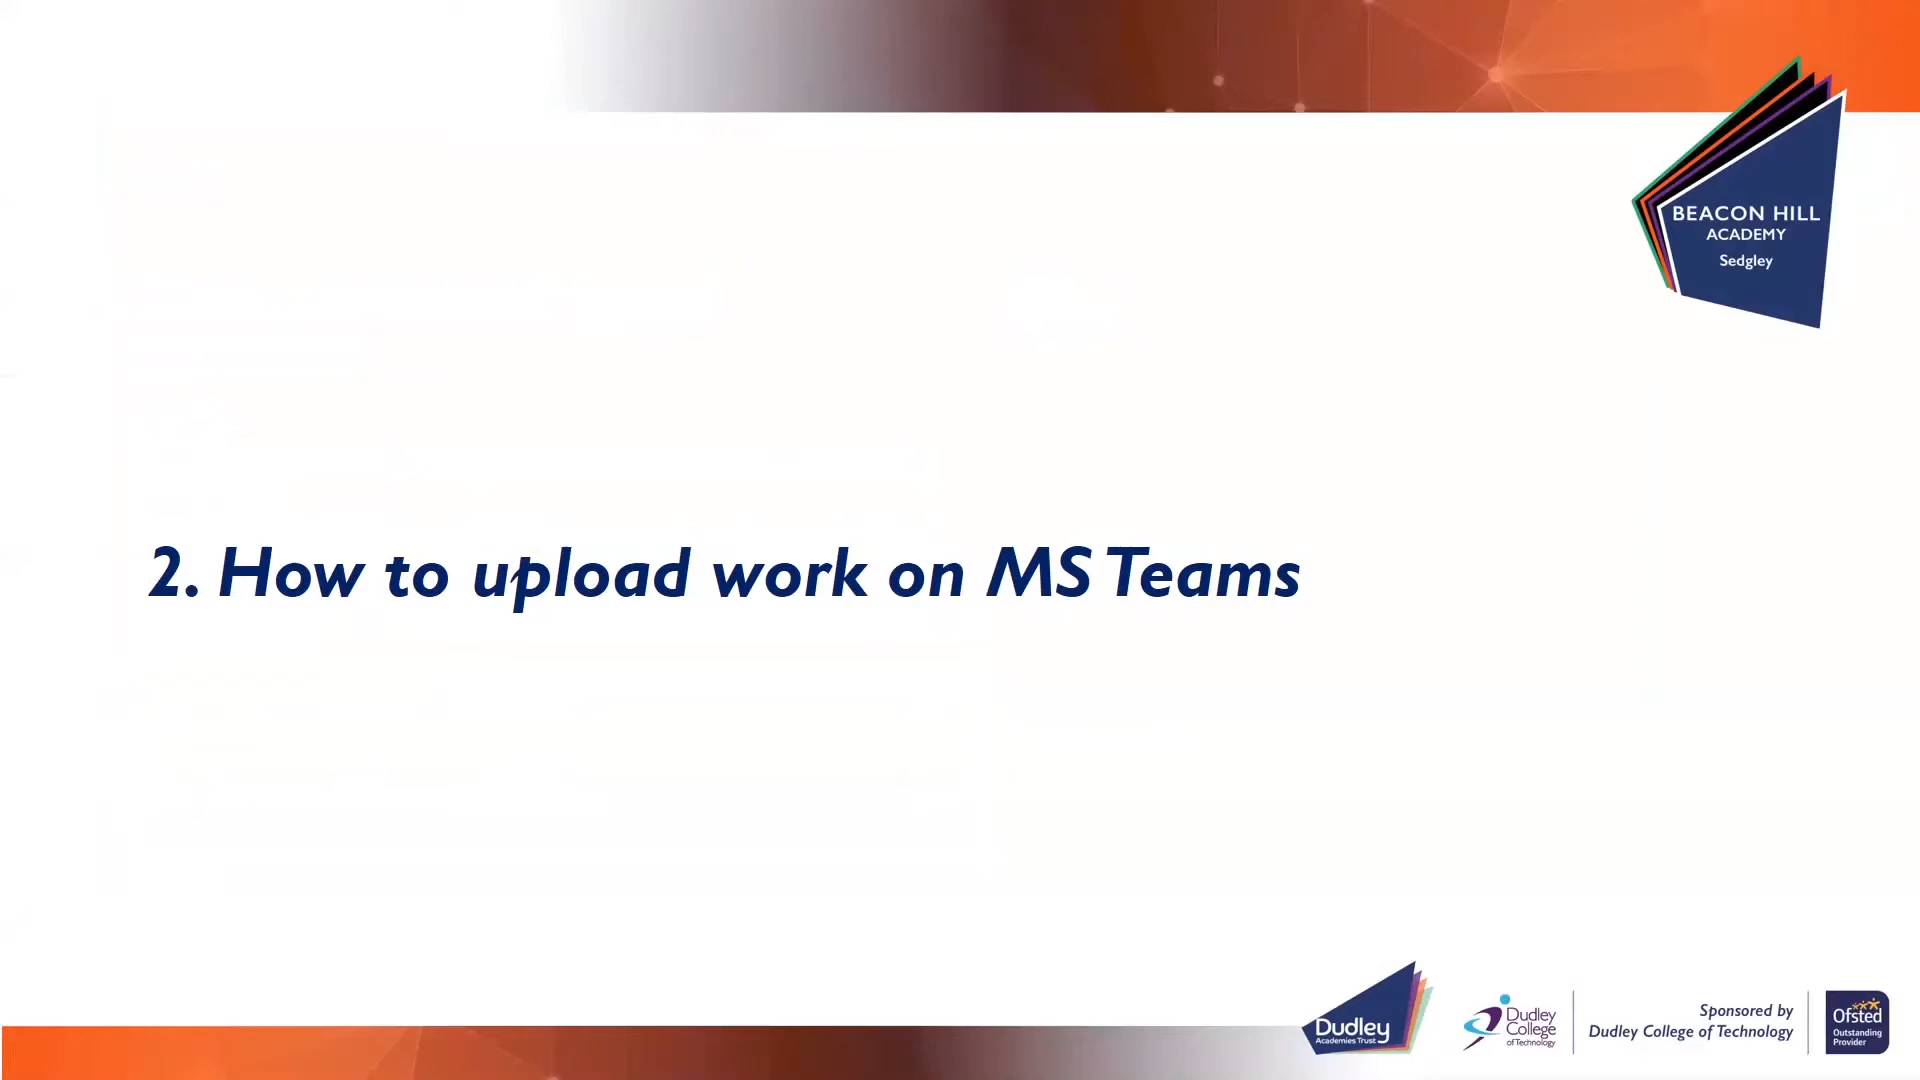 BEACON HILL
ACADEMY
Sedgley
2. How to upload work on MS Teams
Dudley
Academies Trust
Dudley
College
of Technology
Sponsored by
Dudley College of Technology
Ofsted
Outstanding
Provider